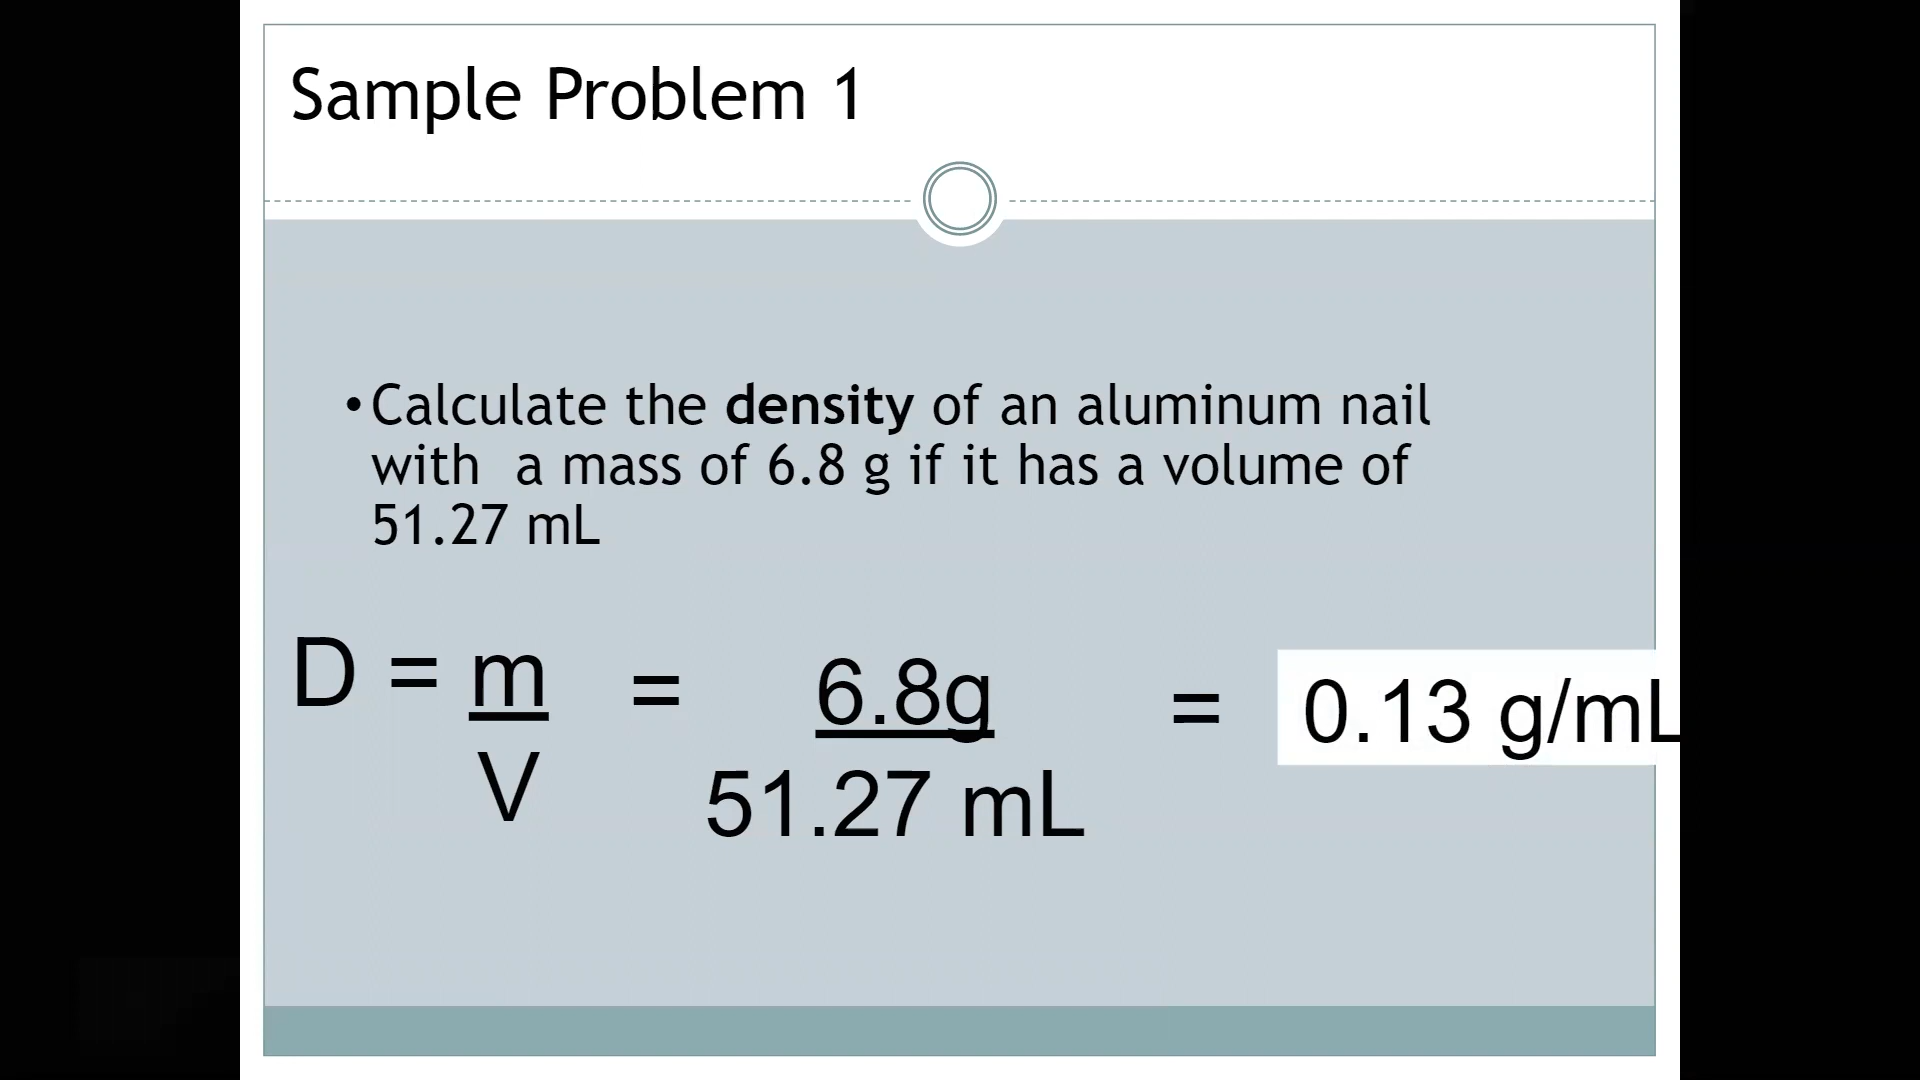 Sample Problem 1
• Calculate the density of an aluminum nail
with a mass of 6.8 g if it has a volume of
51.27 mL
D = m = 6.8g = 0.13 g/mL
V 51.27 mL